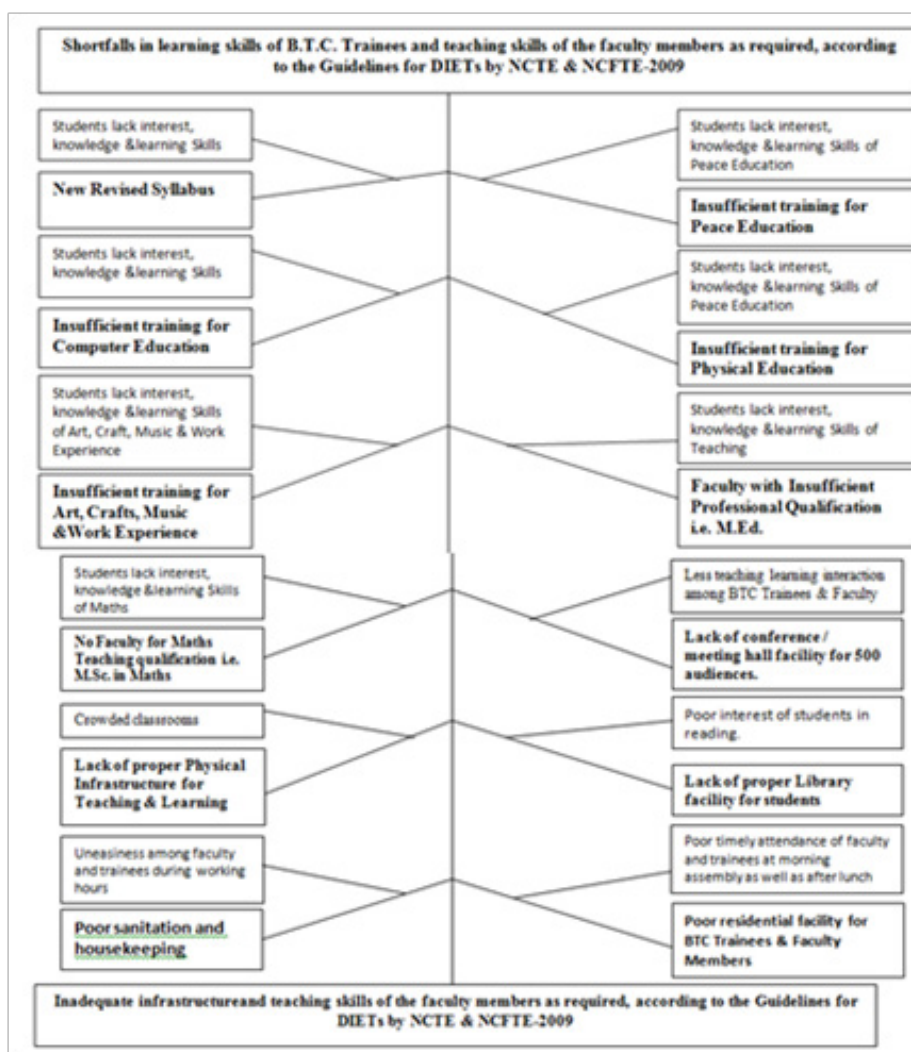 Shortfalls in learning skills of B.T.C. Trainees and teaching skills of the faculty members as required, according
to the Guidelines for DIETs by NCTE & NCFTE-2009
Students lack interest,
knowledge &learning Skills
New Revised Syllabus
Students lack interest,
knowledge &learning Skills of
Peace Education
Insufficient training for
Peace Education
Students lack interest,
knowledge &learning Skills
Insufficient training for
Computer Education
Students lack interest,
knowledge &learning Skills of
Peace Education
Insufficient training for
Physical Education
Students lack interest,
knowledge &learning Skills
of Art, Craft, Music & Work
Experience
Insufficient training for
Art, Crafts, Music
&Work Experience
Students lack interest,
knowledge &learning Skills of
Teaching
Faculty with Insufficient
Professional Qualification
i.e. M.Ed.
Students lack interest,
knowledge &learning Skills
of Maths
No Faculty for Maths
Teaching qualification i.e.
M.Sc. in Maths
Less teaching learning interaction
among BTC Trainees & Faculty
Lack of conference /
meeting hall facility for 500
audiences.
Crowded classrooms
Lack of proper Physical
Infrastructure for
Teaching & Learning
Poor interest of students in
reading.
Lack of proper Library
facility for students
Uneasiness among faculty
and trainees during working
hours
Poor sanitation and
housekeeping
Poor timely attendance of faculty
and trainees at morning
assembly as well as after lunch
Poor residential facility for
BTC Trainees & Faculty
Members
Inadequate infrastructureand teaching skills of the faculty members as required, according to the Guidelines for
DIETs by NCTE & NCFTE-2009